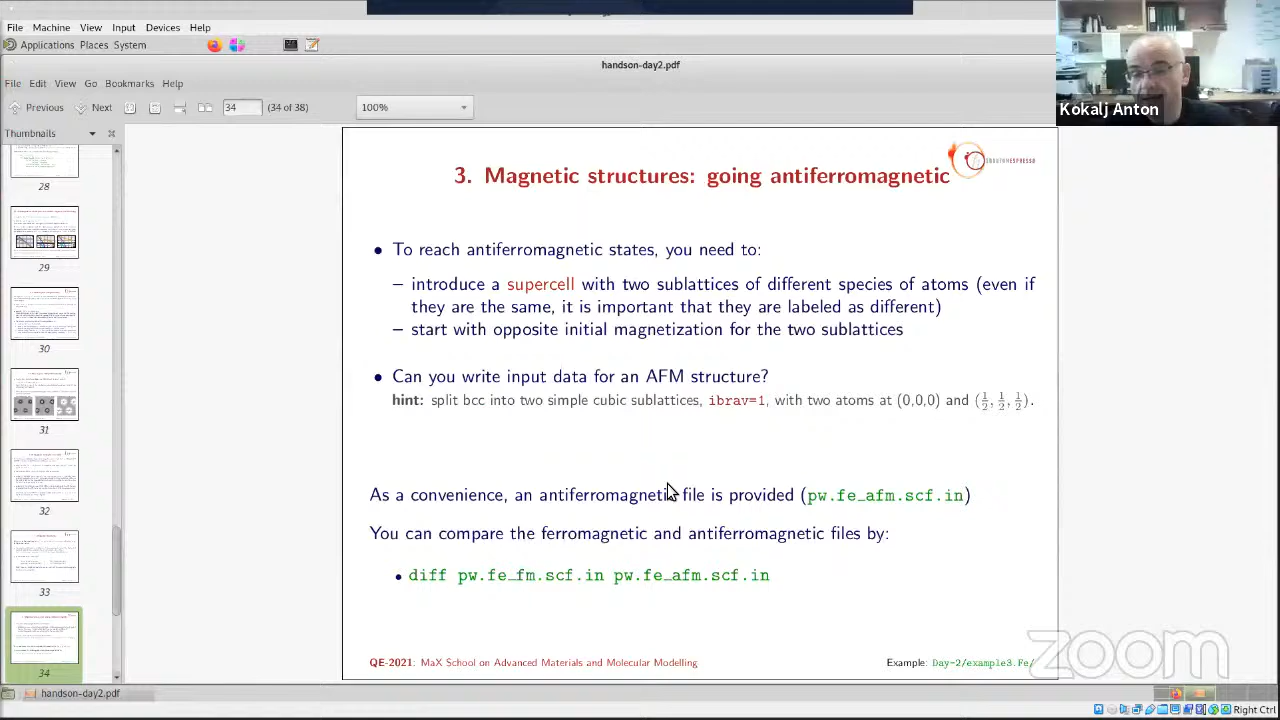 File Machine View Input Devices Help
Applications Places System
handson-day2.pdf
File Edit View Go Bookmarks Help
Previous Next 34 (34 of 38) 100%
Thumbnails
28
29
30
31
32
33
34
3. Magnetic structures: going antiferromagnetic
• To reach antiferromagnetic states, you need to:
– introduce a supercell with two sublattices of different species of atoms (even if
they are the same, it is important that they are labeled as different)
– start with opposite initial magnetization for the two sublattices
• Can you write input data for an AFM structure?
hint: split bcc into two simple cubic sublattices, ibrav=1, with two atoms at (0,0,0) and (1/2, 1/2, 1/2).
As a convenience, an antiferromagnetic file is provided (pw.fe_afm.scf.in)
You can compare the ferromagnetic and antiferromagnetic files by
• diff pw.fe_fm.scf.in pw.fe_afm.scf.in
QE-2021: MaX School on Advanced Materials and Molecular Modelling
Example: Day-2/example3.Fe/
Kokalj Anton
zoom
handson-day2.pdf
Right Ctrl